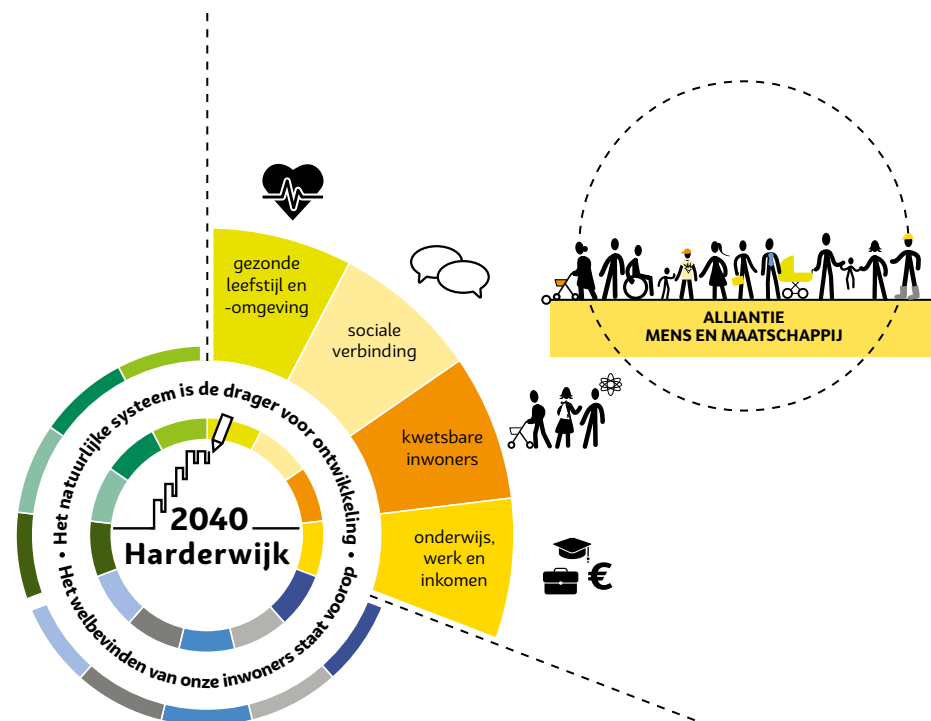 gezonde
leefstijl en
-omgeving
sociale
verbinding
kwetsbare
inwoners
onderwijs,
werk en
inkomen
ALLIANTIE
MENS EN MAATSCHAPPIJ
• Het natuurlijke systeem is de drager voor ontwikkeling •
Het welbevinden van onze inwoners staat voorop
2040
Harderwijk
€